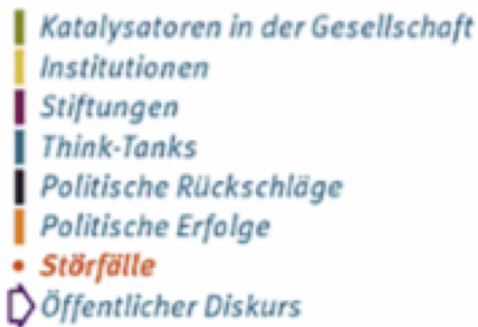 Katalysatoren in der Gesellschaft
Institutionen
Stiftungen
Think-Tanks
Politische Rückschläge
Politische Erfolge
Störfälle
Öffentlicher Diskurs